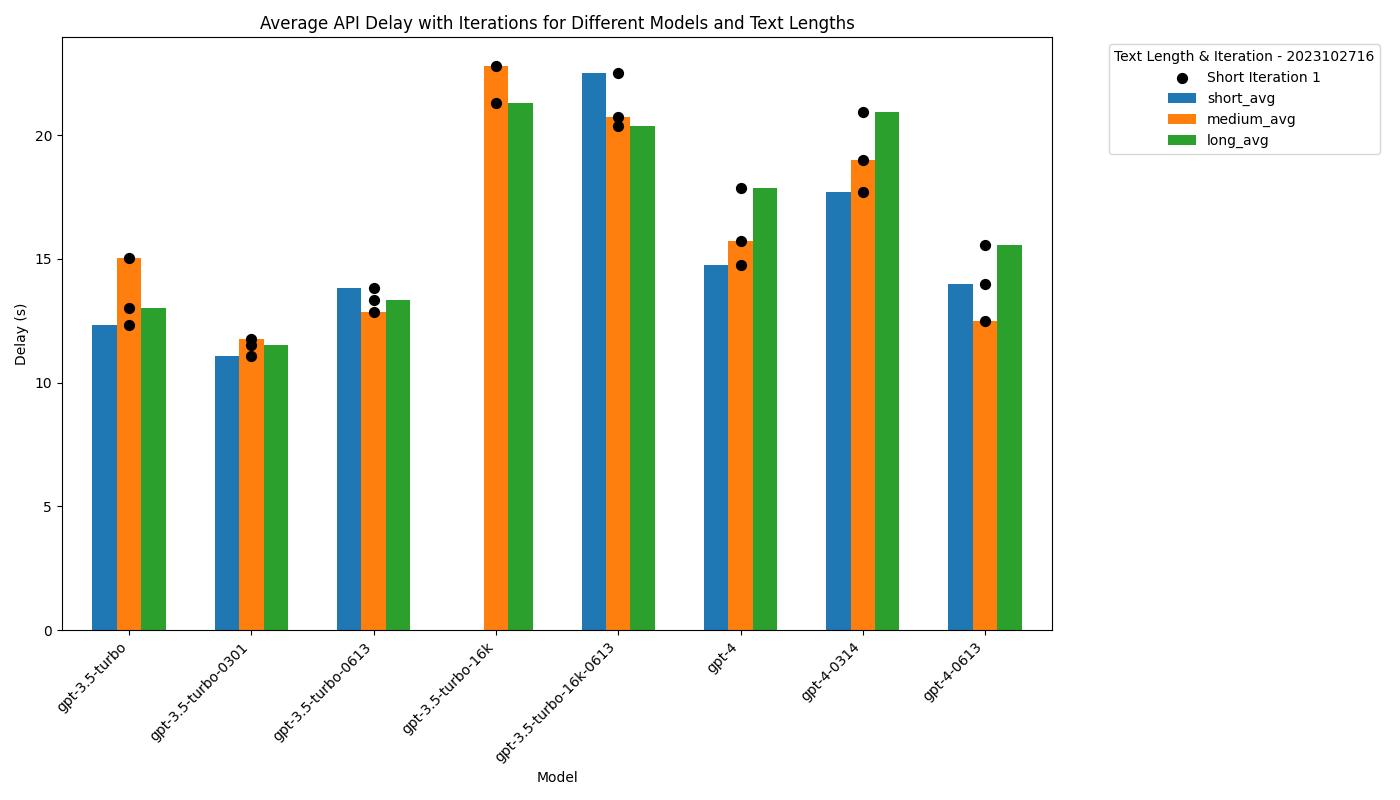 Average API Delay with Iterations for Different Models and Text Lengths
Text Length & Iteration - 2023102716
Short Iteration 1
short_avg
medium_avg
long_avg
Delay (s)
20
15
10
5
0
gpt-3.5-turbo
gpt-3.5-turbo-0301
gpt-3.5-turbo-0613
gpt-3.5-turbo-16k
gpt-3.5-turbo-16k-0613
gpt-4
gpt-4-0314
gpt-4-0613
Model